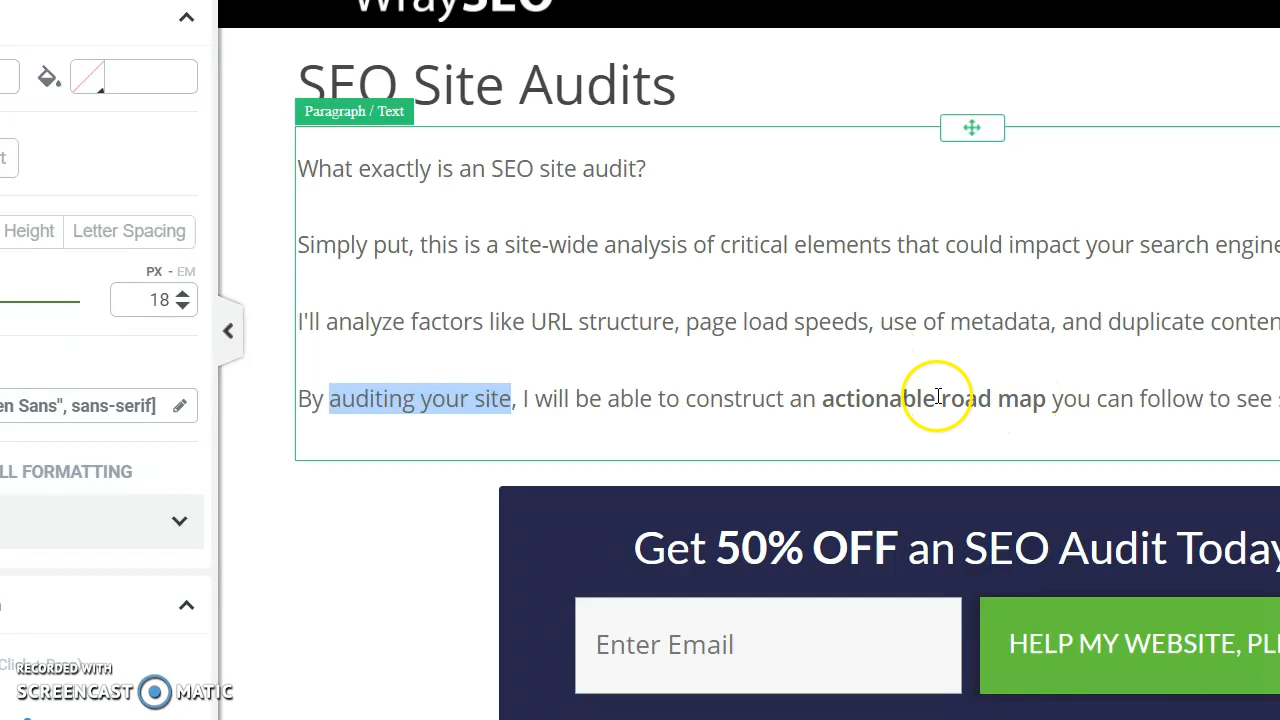 WraySEO
SEO Site Audits
Paragraph / Text
What exactly is an SEO site audit?
Height
Letter Spacing
Simply put, this is a site-wide analysis of critical elements that could impact your search engine
PX - EM
18
I'll analyze factors like URL structure, page load speeds, use of metadata, and duplicate conten
en Sans", sans-serif]
By auditing your site, I will be able to construct an actionable road map you can follow to see
LL FORMATTING
Get 50% OFF an SEO Audit Today
Enter Email
HELP MY WEBSITE, PL
RECORDED WITH
SCREENCAST MATIC